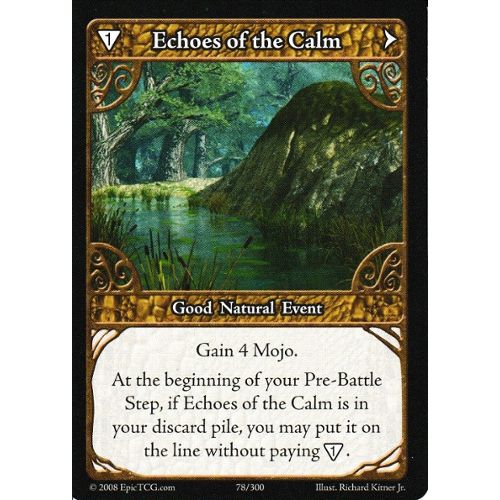 1 Echoes of the Calm
Good Natural Event
Gain 4 Mojo.
At the beginning of your Pre-Battle
Step, if Echoes of the Calm is in
your discard pile, you may put it on
the line without paying 1.
© 2008 EpicTCG.com 78/300 Illust. Richard Kitner Jr.